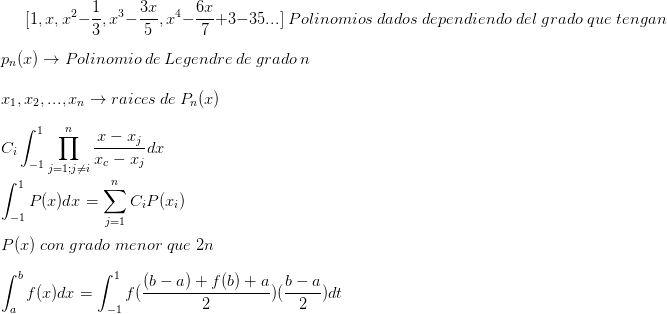 [1, x, x^2 − 1/3, x^3 − 3x/5, x^4 − 6x/7 + 3 − 35...] Polinomios dados dependiendo del grado que tengan
p_n(x) → Polinomio de Legendre de grado n
x_1, x_2, ..., x_n → raices de P_n(x)
C_i ∫_{-1}^{1} ∏_{j=1;j≠i}^{n} (x − x_j)/(x_c − x_j) dx
∫_{-1}^{1} P(x)dx = ∑_{j=1}^{n} C_i P(x_i)
P(x) con grado menor que 2n
∫_a^b f(x)dx = ∫_{-1}^{1} f(((b − a) + f(b) + a)/2)((b − a)/2)dt